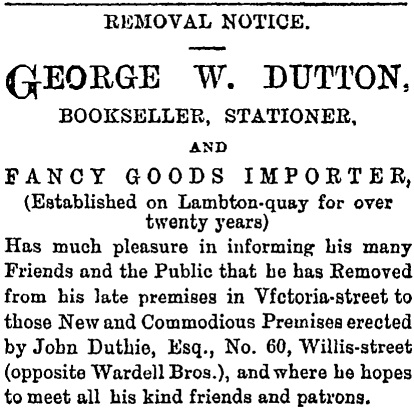 REMOVAL NOTICE.
GEORGE W. DUTTON,
BOOKSELLER, STATIONER,
AND
FANCY GOODS IMPORTER,
(Established on Lambton-quay for over
twenty years)
Has much pleasure in informing his many
Friends and the Public that he has Removed
from his late premises in Vfctoria-street to
those New and Commodious Premises erected
by John Duthie, Esq., No. 60, Willis-street
(opposite Wardell Bros.), and where he hopes
to meet all his kind friends and patrons.